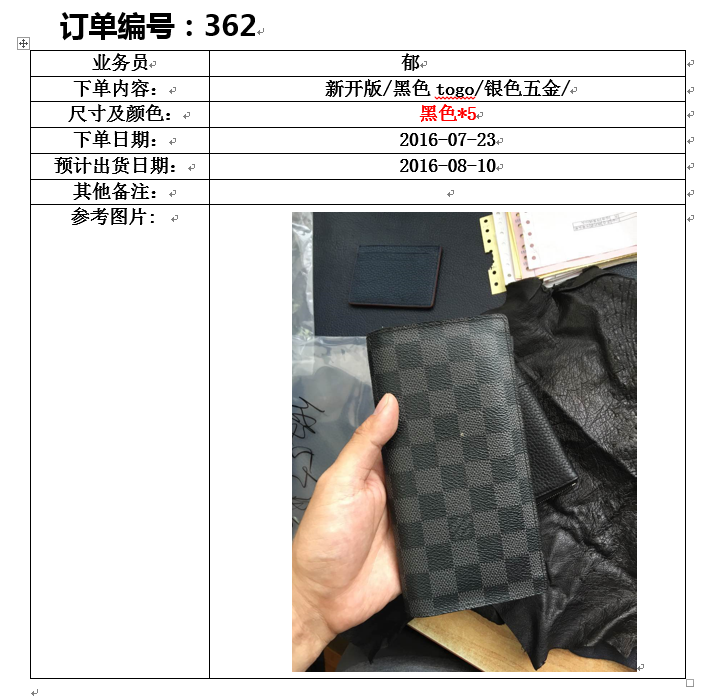 订单编号：362
业务员 郁
下单内容： 新开版/黑色 togo/银色五金/
尺寸及颜色： 黑色*5
下单日期： 2016-07-23
预计出货日期： 2016-08-10
其他备注：
参考图片: